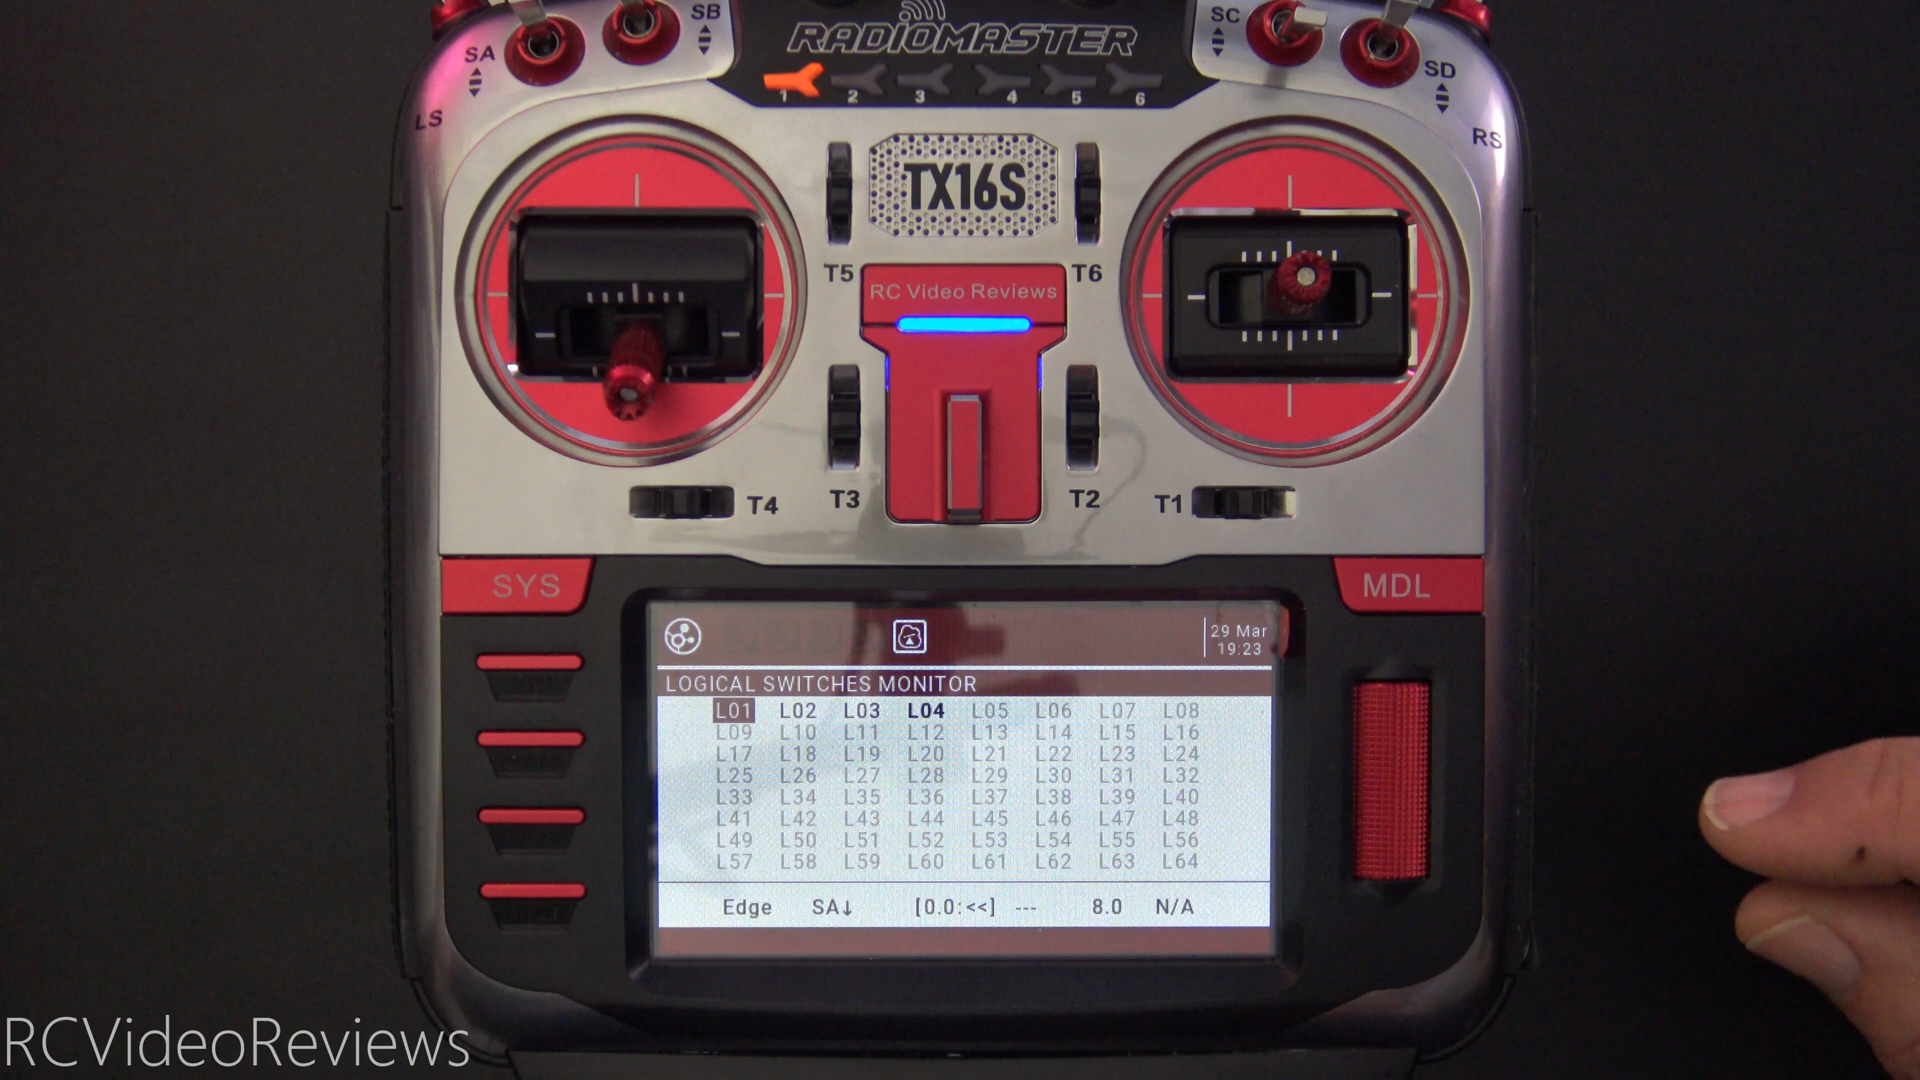 SB
RADIOMASTER
SC
SA
SD
1 2 3 4 5 6
LS
RS
TX16S
T5
T6
RC Video Reviews
T4
T3
T2
T1
SYS
MDL
29 Mar
19:23
LOGICAL SWITCHES MONITOR
L01 L02 L03 L04 L05 L06 L07 L08
L09 L10 L11 L12 L13 L14 L15 L16
L17 L18 L19 L20 L21 L22 L23 L24
L25 L26 L27 L28 L29 L30 L31 L32
L33 L34 L35 L36 L37 L38 L39 L40
L41 L42 L43 L44 L45 L46 L47 L48
L49 L50 L51 L52 L53 L54 L55 L56
L57 L58 L59 L60 L61 L62 L63 L64
Edge SA↓ [0.0:<<] --- 8.0 N/A
RCVideoReviews